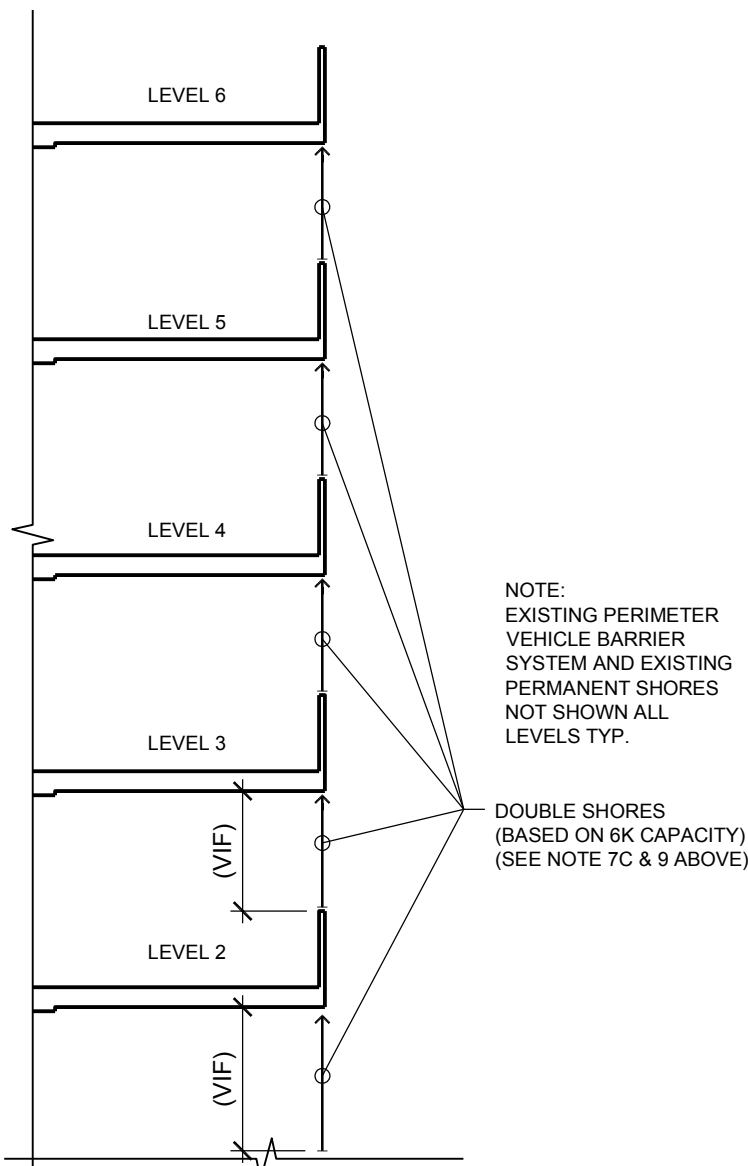 LEVEL 6
LEVEL 5
LEVEL 4
NOTE:
EXISTING PERIMETER
VEHICLE BARRIER
SYSTEM AND EXISTING
PERMANENT SHORES
NOT SHOWN ALL
LEVELS TYP.
LEVEL 3
(VIF)
DOUBLE SHORES
(BASED ON 6K CAPACITY)
(SEE NOTE 7C & 9 ABOVE)
LEVEL 2
(VIF)